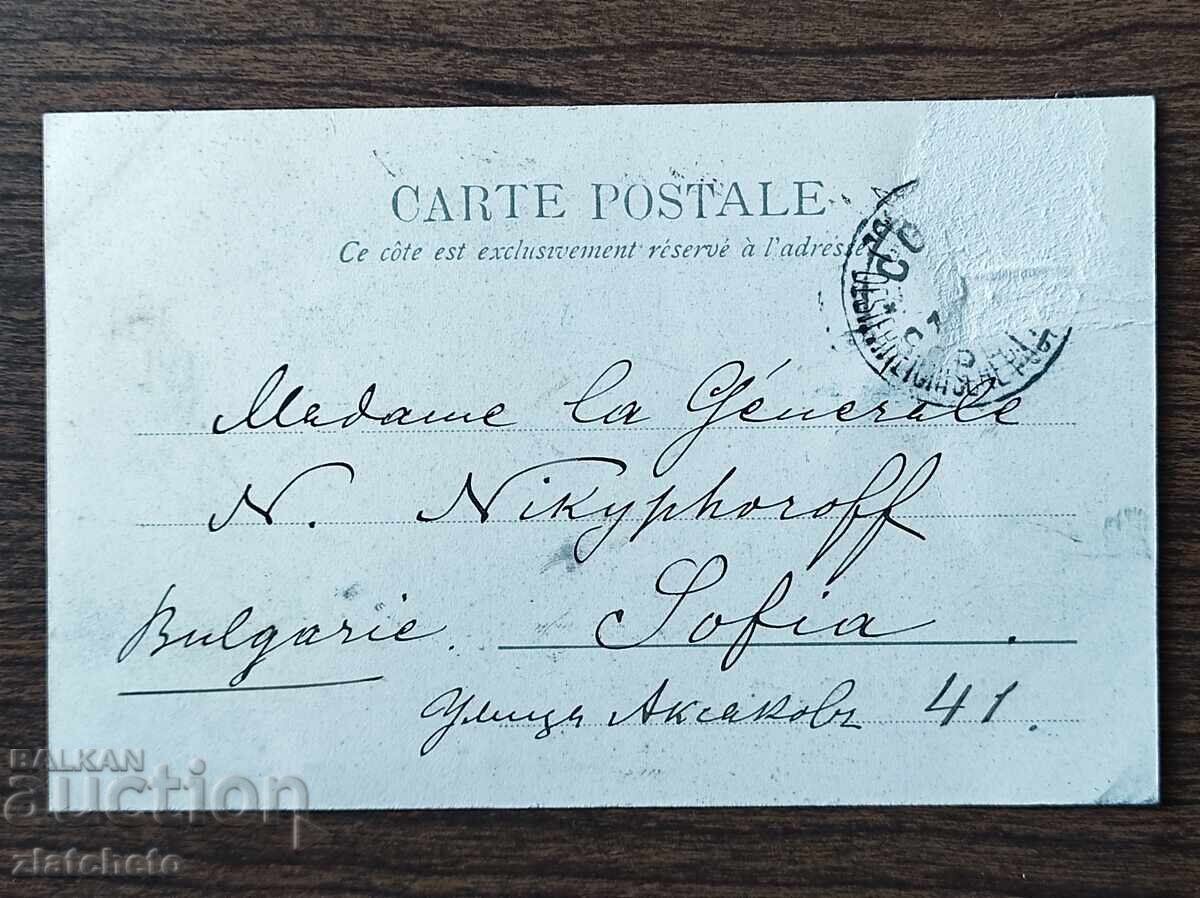 CARTE POSTALE
Ce côte est exclusivement réservé à l'adresse
Madame la Générale
N. Nikyphoroff
Sofia.
Bulgarie.
Улица Аксаковъ 41.
BALKAN
auction
zlatcheto